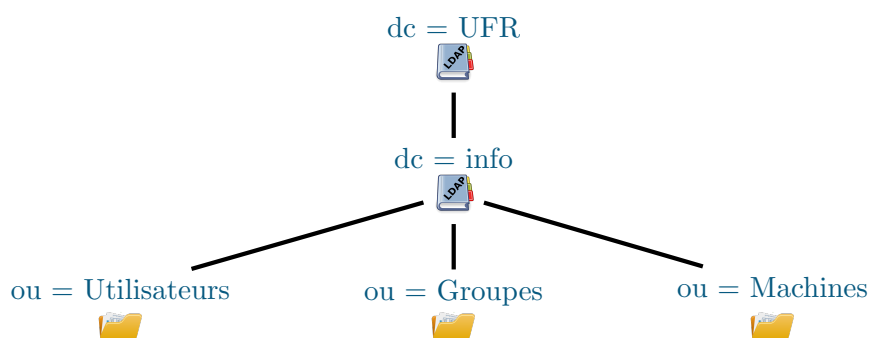 dc = UFR
LDAP
dc = info
LDAP
ou = Utilisateurs
ou = Groupes
ou = Machines